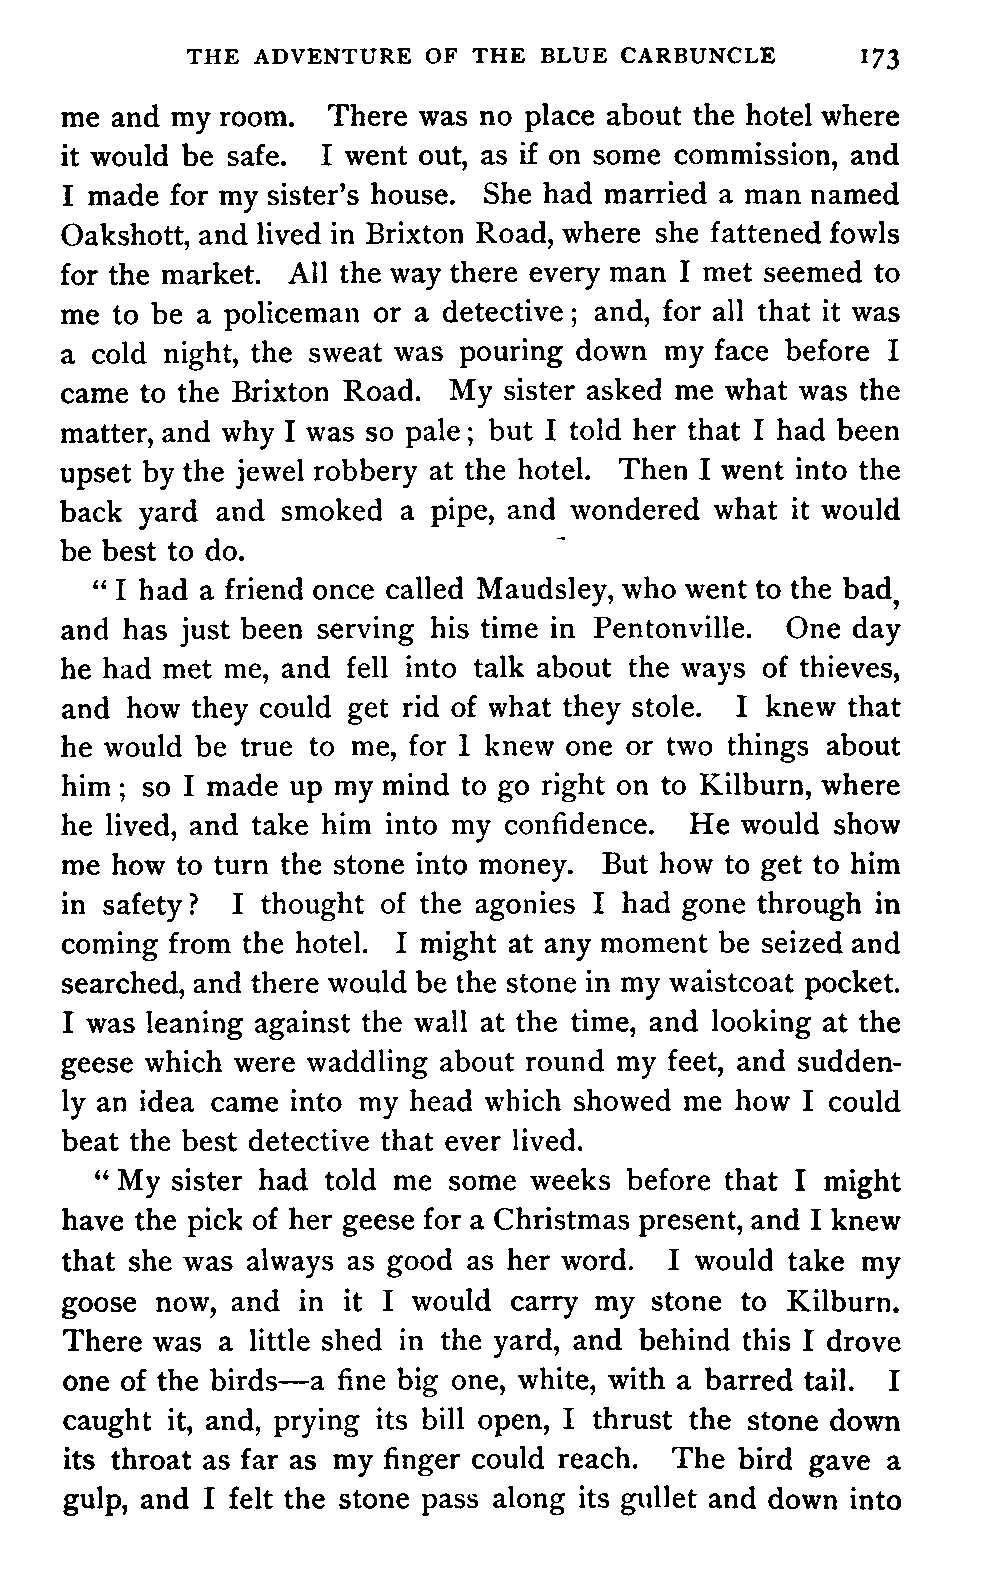 THE ADVENTURE OF THE BLUE CARBUNCLE 173
me and my room. There was no place about the hotel where
it would be safe. I went out, as if on some commission, and
I made for my sister's house. She had married a man named
Oakshott, and lived in Brixton Road, where she fattened fowls
for the market. All the way there every man I met seemed to
me to be a policeman or a detective; and, for all that it was
a cold night, the sweat was pouring down my face before I
came to the Brixton Road. My sister asked me what was the
matter, and why I was so pale; but I told her that I had been
upset by the jewel robbery at the hotel. Then I went into the
back yard and smoked a pipe, and wondered what it would
be best to do.
“I had a friend once called Maudsley, who went to the bad,
and has just been serving his time in Pentonville. One day
he had met me, and fell into talk about the ways of thieves,
and how they could get rid of what they stole. I knew that
he would be true to me, for I knew one or two things about
him; so I made up my mind to go right on to Kilburn, where
he lived, and take him into my confidence. He would show
me how to turn the stone into money. But how to get to him
in safety? I thought of the agonies I had gone through in
coming from the hotel. I might at any moment be seized and
searched, and there would be the stone in my waistcoat pocket.
I was leaning against the wall at the time, and looking at the
geese which were waddling about round my feet, and sudden-
ly an idea came into my head which showed me how I could
beat the best detective that ever lived.
“My sister had told me some weeks before that I might
have the pick of her geese for a Christmas present, and I knew
that she was always as good as her word. I would take my
goose now, and in it I would carry my stone to Kilburn.
There was a little shed in the yard, and behind this I drove
one of the birds—a fine big one, white, with a barred tail. I
caught it, and, prying its bill open, I thrust the stone down
its throat as far as my finger could reach. The bird gave a
gulp, and I felt the stone pass along its gullet and down into